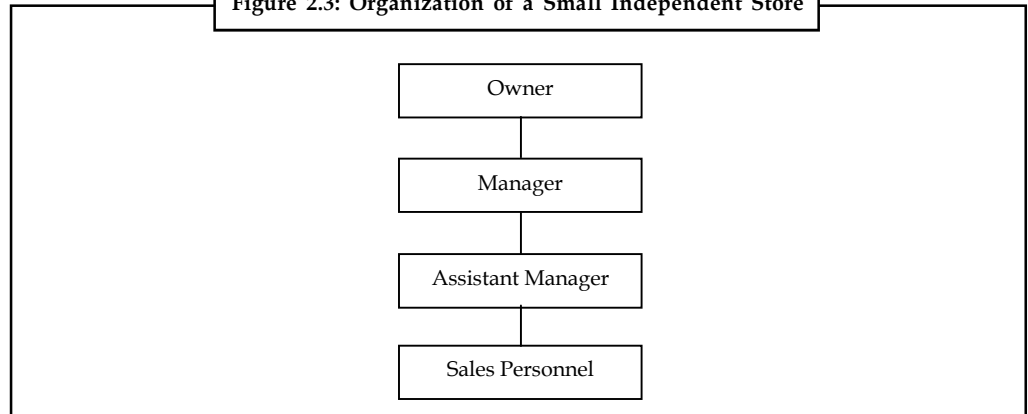 Figure 2.3: Organization of a Small Independent Store
Owner
Manager
Assistant Manager
Sales Personnel